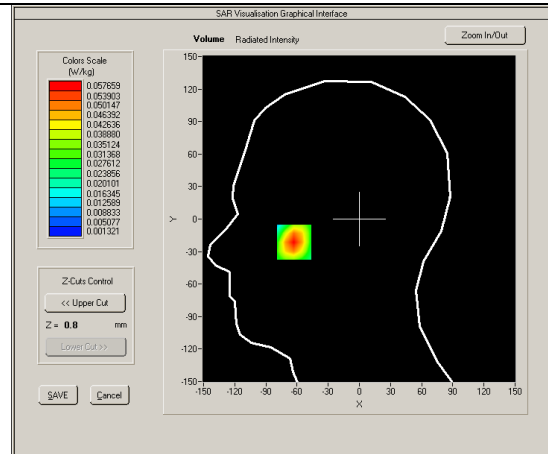 SAR Visualisation Graphical Interface
Volume Radiated Intensity
Zoom In/Out
Colors Scale
(W/kg)
0.057659
0.053903
0.050147
0.046392
0.042636
0.038880
0.035124
0.031368
0.027612
0.023856
0.020101
0.016345
0.012589
0.008833
0.005077
0.001321
Z-Cuts Control
<< Upper Cut
Z = 0.8 mm
Lower Cut >>
SAVE Cancel
150
120
90
60
30
0
-30
-60
-90
-120
-150
Y
-150 -120 -90 -60 -30 0 30 60 90 120 150
X